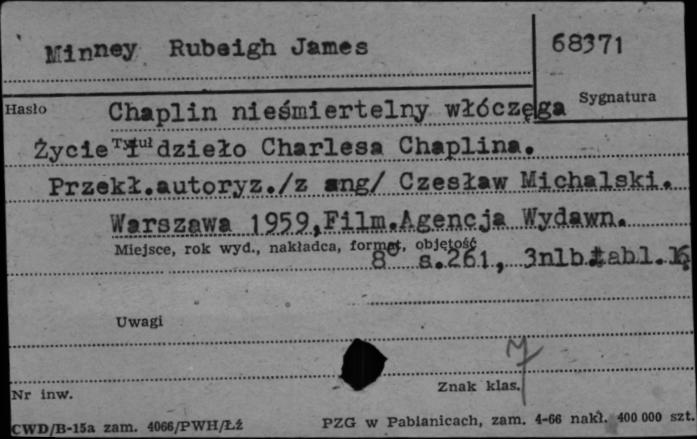 Minney Rubeigh James
68371
Hasło
Sygnatura
Chaplin nieśmiertelny włóczęga
Tytuł
Życie i dzieło Charlesa Chaplina.
Przekł.autoryz./z ang/ Czesław Michalski.
Warszawa 1959,Film.Agencja Wydawn.
Miejsce, rok wyd., nakładca, format, objętość
8° s.261, 3nlb.tabl.16
Uwagi
7
Znak klas.
Nr inw.
CWD/B-15a zam. 4066/PWH/Łż
PZG w Pabianicach, zam. 4-66 nakł. 400 000 szt.